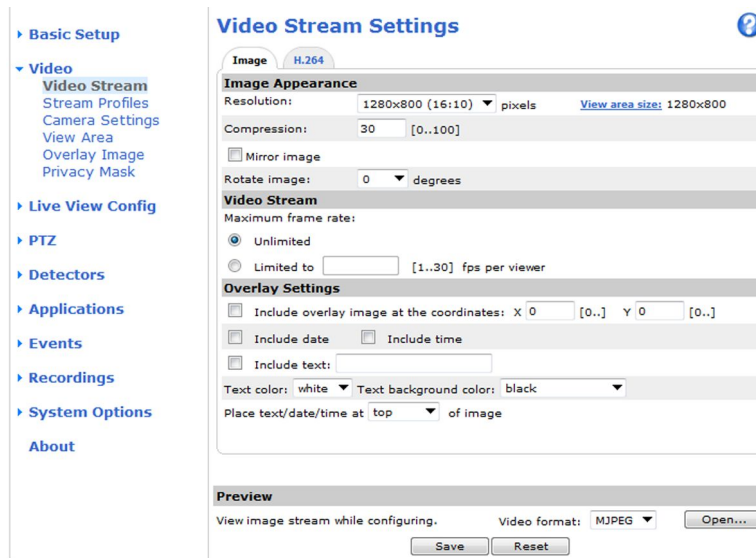 Basic Setup
Video
Video Stream
Stream Profiles
Camera Settings
View Area
Overlay Image
Privacy Mask
Live View Config
PTZ
Detectors
Applications
Events
Recordings
System Options
About
Video Stream Settings
?
Image H.264
Image Appearance
Resolution: 1280x800 (16:10) pixels View area size: 1280x800
Compression: 30 [0..100]
Mirror image
Rotate image: 0 degrees
Video Stream
Maximum frame rate:
Unlimited
Limited to [1..30] fps per viewer
Overlay Settings
Include overlay image at the coordinates: X 0 [0..] Y 0 [0..]
Include date Include time
Include text:
Text color: white Text background color: black
Place text/date/time at top of image
Preview
View image stream while configuring. Video format: MJPEG Open...
Save Reset